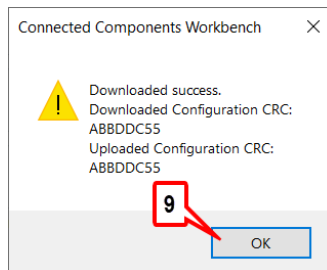 Connected Components Workbench
Downloaded success.
Downloaded Configuration CRC:
ABBDDC55
Uploaded Configuration CRC:
ABBDDC55
9
OK